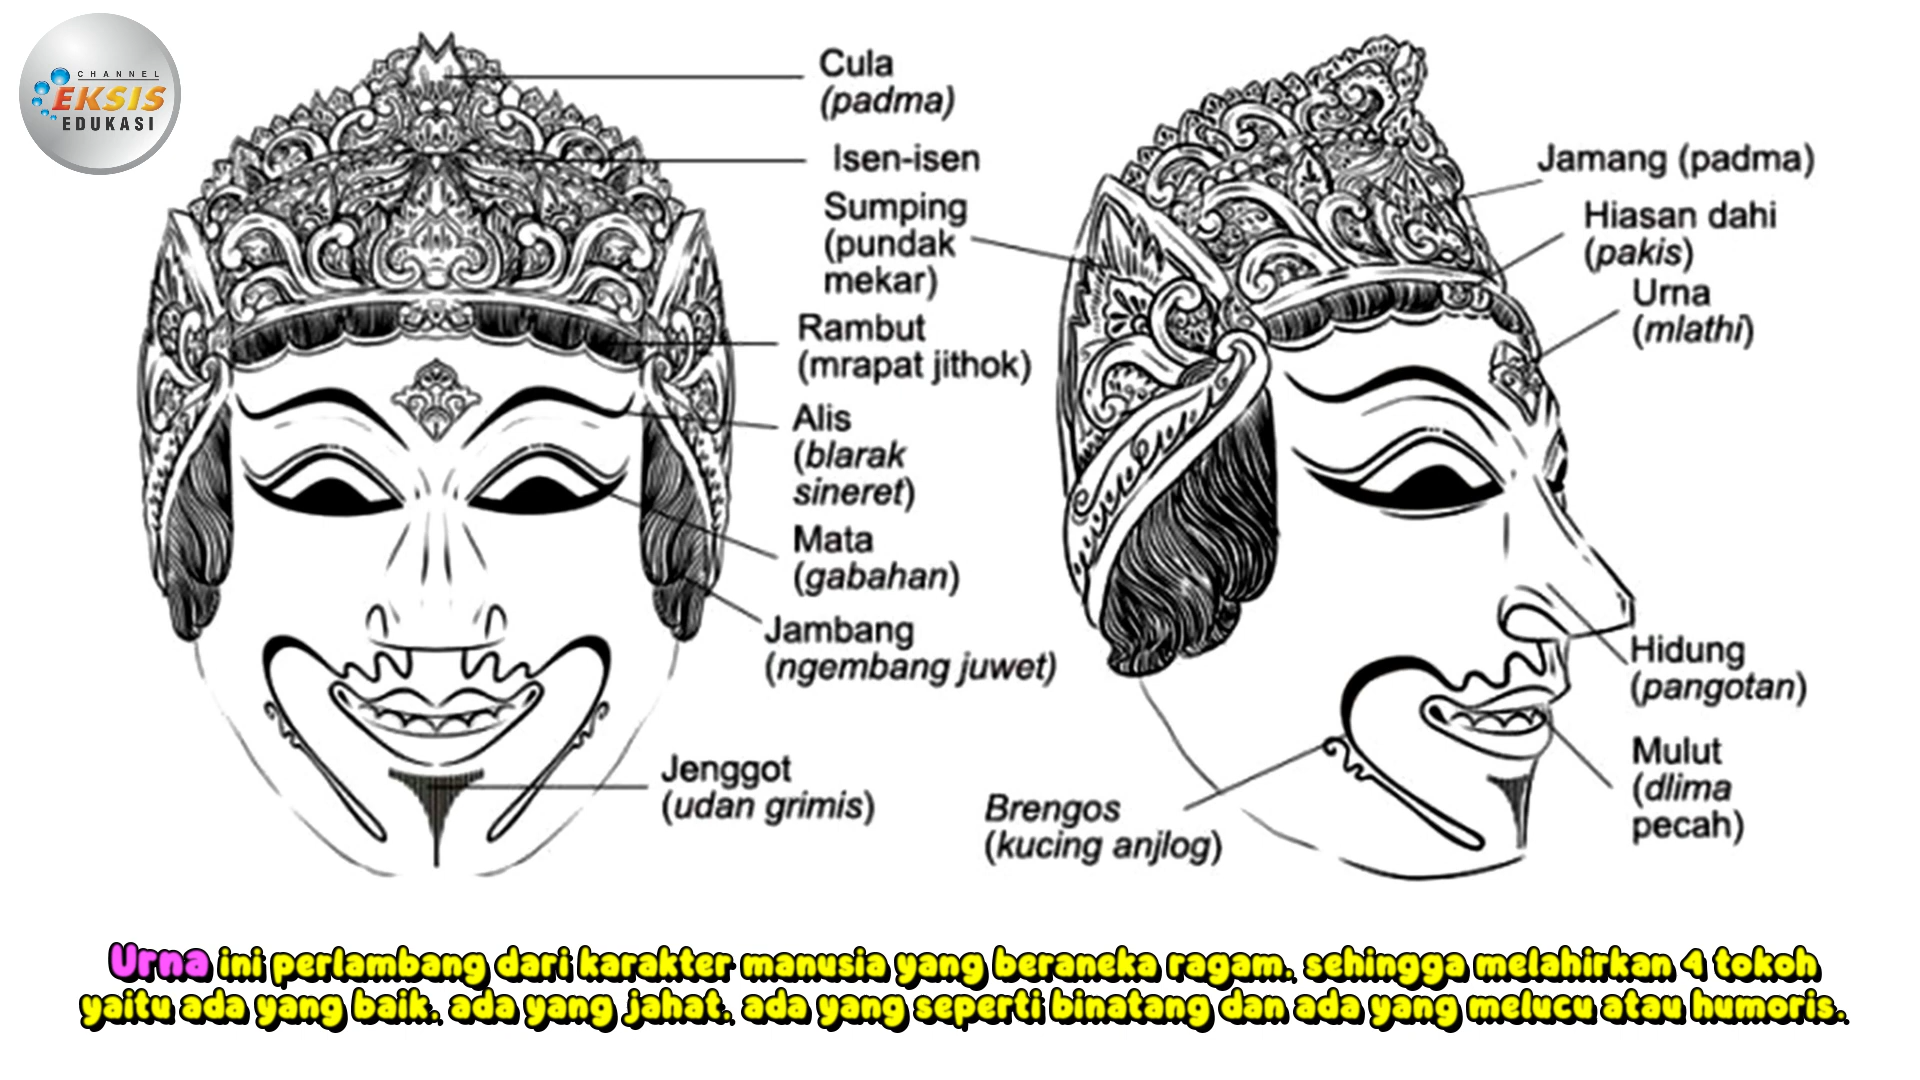 CHANNEL
EKSIS
EDUKASI
Cula
(padma)
Isen-isen
Sumping
(pundak
mekar)
Rambut
(mrapat jithok)
Alis
(blarak
sineret)
Mata
(gabahan)
Jambang
(ngembang juwet)
Jenggot
(udan grimis)
Jamang (padma)
Hiasan dahi
(pakis)
Urna
(mlathi)
Hidung
(pangotan)
Mulut
(dlima
pecah)
Brengos
(kucing anjlog)
Urna ini perlambang dari karakter manusia yang beraneka ragam, sehingga melahirkan 4 tokoh
yaitu ada yang baik, ada yang jahat, ada yang seperti binatang dan ada yang melucu atau humoris.